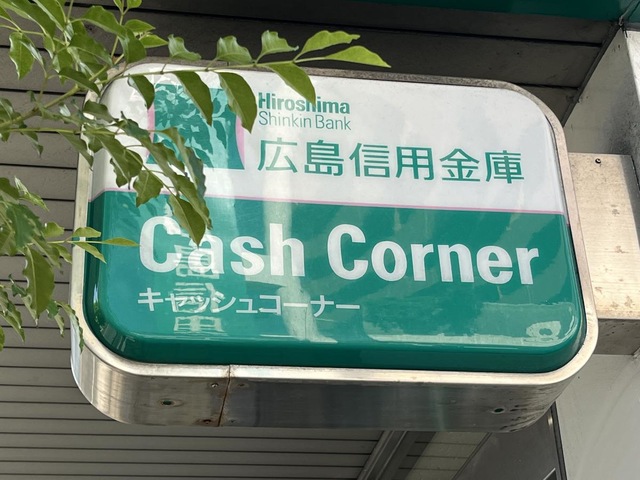 Hiroshima
Shinkin Bank
広島信用金庫
Cash Corner
キャッシュコーナー